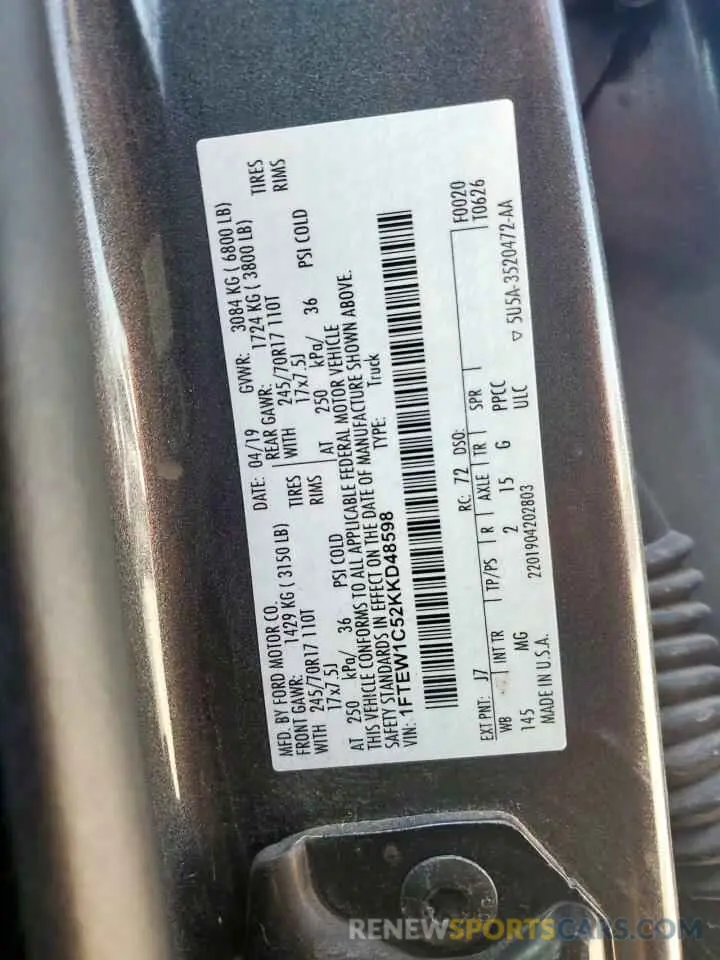 MFD. BY FORD MOTOR CO. DATE: 04/19 GVWR: 3084 KG ( 6800 LB)
FRONT GAWR: 1429 KG ( 3150 LB) REAR GAWR: 1724 KG ( 3800 LB)
WITH 245/70R17 110T TIRES WITH 245/70R17 110T TIRES
17x7.5J RIMS 17x7.5J RIMS
AT 250 kPa/ 36 PSI COLD AT 250 kPa/ 36 PSI COLD
THIS VEHICLE CONFORMS TO ALL APPLICABLE FEDERAL MOTOR VEHICLE
SAFETY STANDARDS IN EFFECT ON THE DATE OF MANUFACTURE SHOWN ABOVE.
VIN: 1FTEW1C52KKD48598 TYPE: Truck
EXT PNT: J7 RC: 72 DSO: F0020
WB INT TR TP/PS R AXLE TR SPR T0626
145 MG 2 15 G PPCC
MADE IN U.S.A. 2201904202803 ULC ▽ 5U5A-3520472-AA
RENEWSPORTSCARS.COM